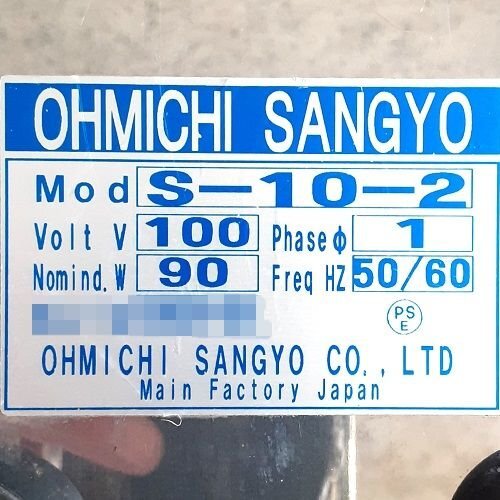 OHMICHI SANGYO
Mod S-10-2
Volt V 100 Phase ϕ 1
Nomind.W 90 Freq HZ 50/60
PS
E
OHMICHI SANGYO CO.,LTD
Main Factory Japan